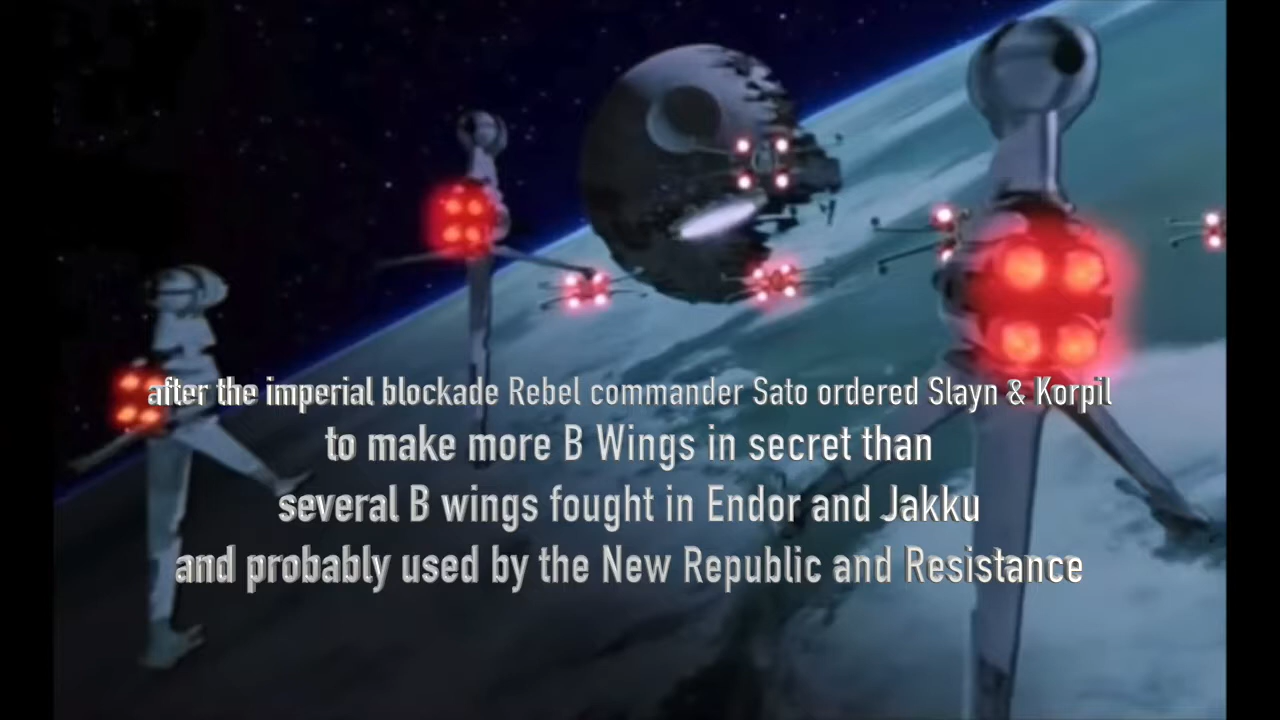 after the imperial blockade Rebel commander Sato ordered Slayn & Korpil
to make more B Wings in secret than
several B wings fought in Endor and Jakku
and probably used by the New Republic and Resistance